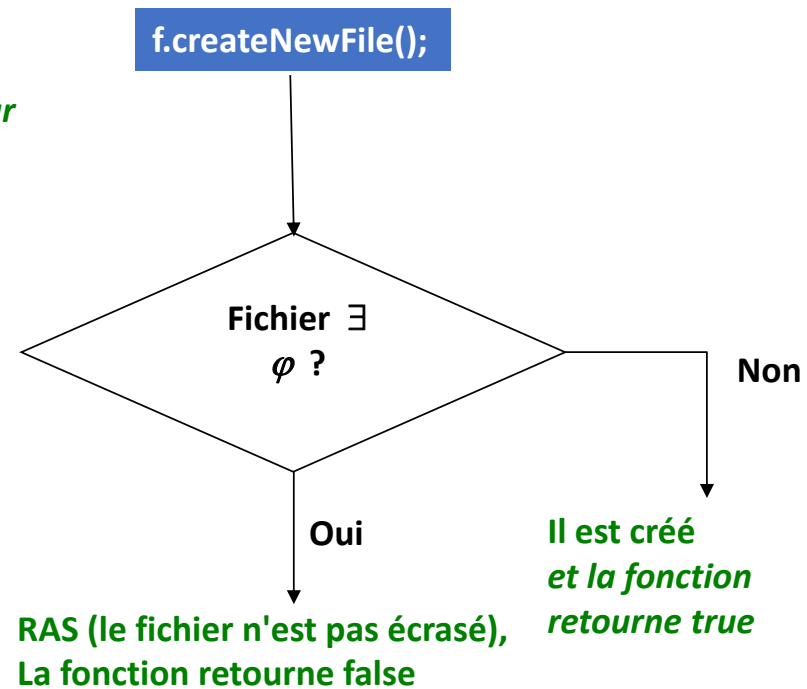 f.createNewFile();
Fichier ∃
φ ?
Non
Oui
Il est créé
et la fonction
retourne true
RAS (le fichier n'est pas écrasé),
La fonction retourne false